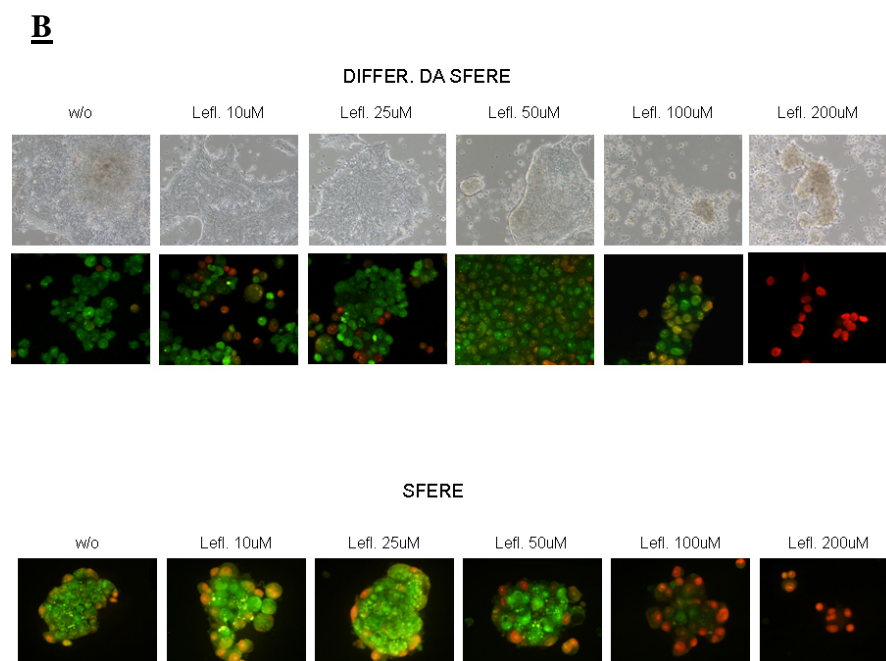 B
DIFFER. DA SFERE
w/o Lefl. 10uM Lefl. 25uM Lefl. 50uM Lefl. 100uM Lefl. 200uM
SFERE
w/o Lefl. 10uM Lefl. 25uM Lefl. 50uM Lefl. 100uM Lefl. 200uM